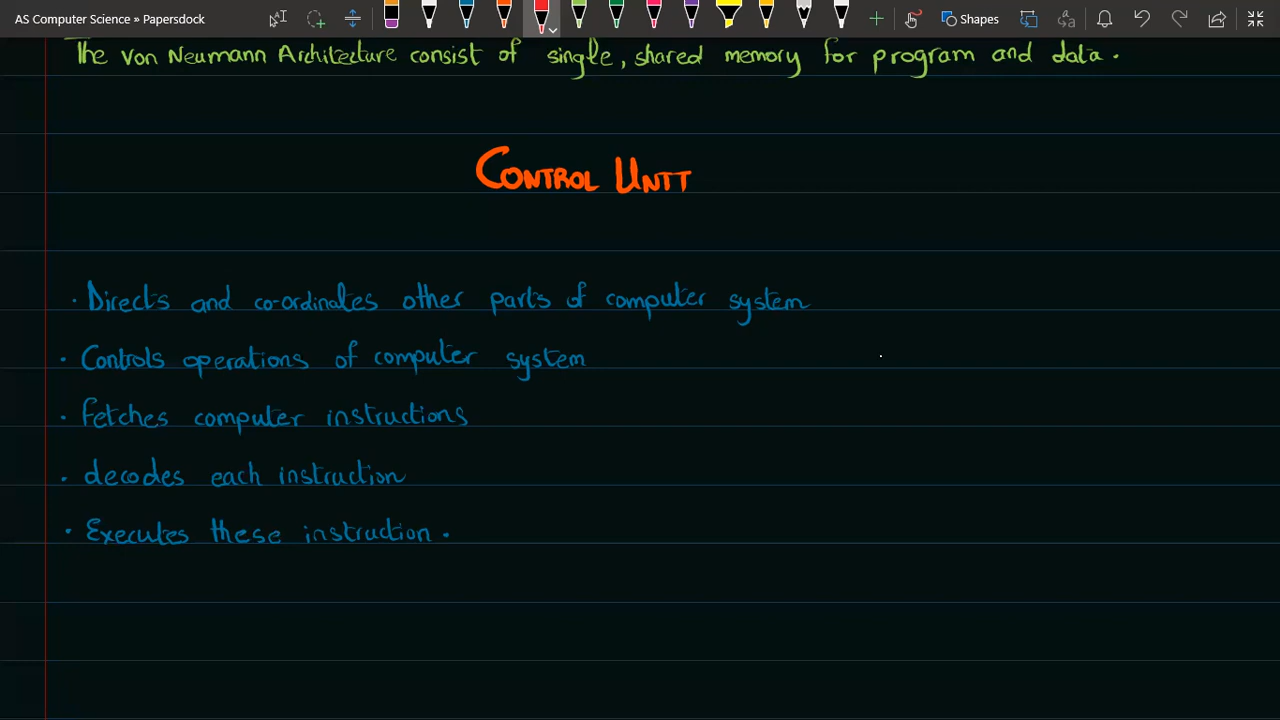 AS Computer Science » Papersdock
Shapes
The Von Neumann Architecture consist of single, shared memory for program and data.
CONTROL UNIT
· Directs and co-ordinates other parts of computer system
· Controls operations of computer system
· Fetches computer instructions
· decodes each instruction
· Executes these instruction.